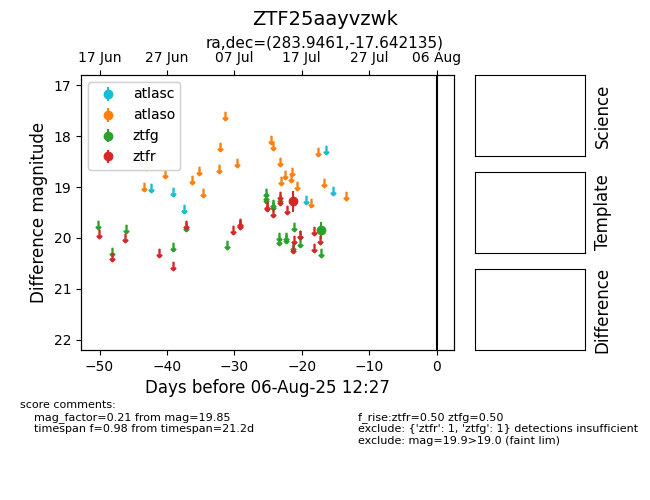 ZTF25aayvzwk
ra,dec=(283.9461,-17.642135)
17 Jun 27 Jun 07 Jul 17 Jul 27 Jul 06 Aug
atlasc
atlaso
ztfg
ztfr
17
18
19
20
21
22
Difference magnitude
−50 −40 −30 −20 −10 0
Days before 06-Aug-25 12:27
Science
Template
Difference
score comments:
mag_factor=0.21 from mag=19.85
timespan f=0.98 from timespan=21.2d
f_rise:ztfr=0.50 ztfg=0.50
exclude: {'ztfr': 1, 'ztfg': 1} detections insufficient
exclude: mag=19.9>19.0 (faint lim)